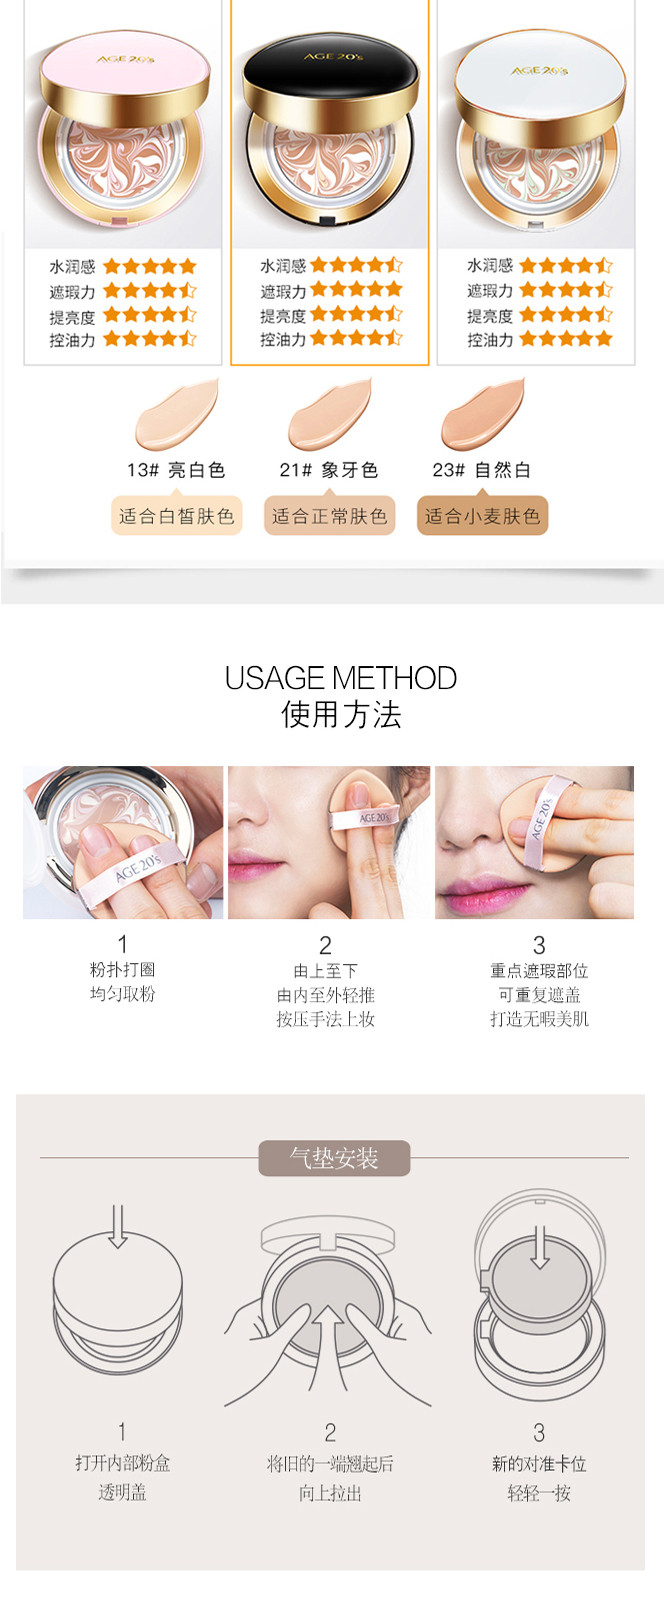 AGE 20's
AGE 20's
AGE 20's
水润感
遮瑕力
提亮度
控油力
水润感
遮瑕力
提亮度
控油力
水润感
遮瑕力
提亮度
控油力
13# 亮白色
21# 象牙色
23# 自然白
适合白皙肤色
适合正常肤色
适合小麦肤色
USAGE METHOD
使用方法
AGE 20's
AGE 20's
AGE 20's
1
粉扑打圈
均匀取粉
2
由上至下
由内至外轻推
按压手法上妆
3
重点遮瑕部位
可重复遮盖
打造无暇美肌
气垫安装
1
打开内部粉盒
透明盖
2
将旧的一端翘起后
向上拉出
3
新的对准卡位
轻轻一按